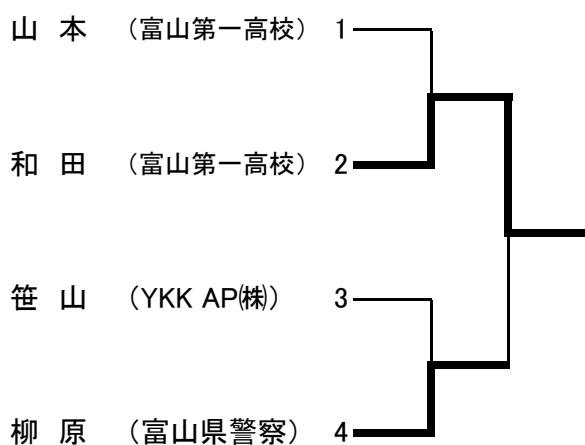 山 本 （富山第一高校） 1
和 田 （富山第一高校） 2
笹 山 （YKK AP㈱） 3
柳 原 （富山県警察） 4